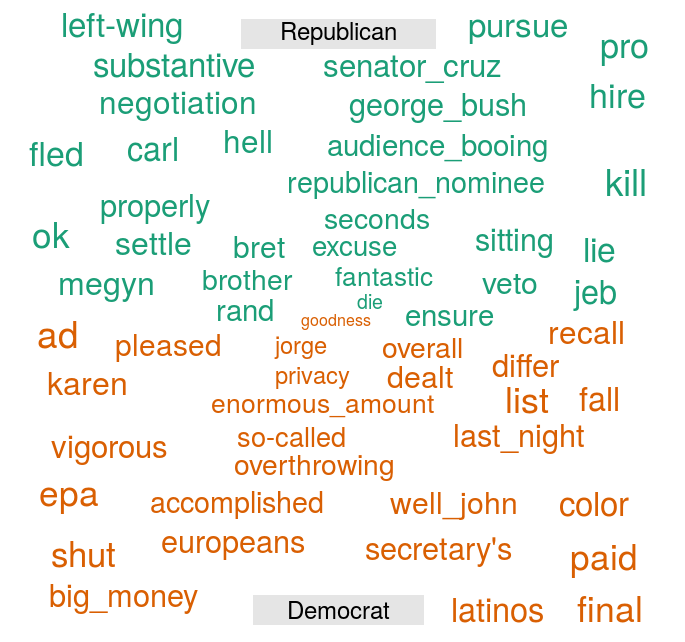 left-wing Republican pursue
pro
substantive senator_cruz
negotiation george_bush hire
fled carl hell audience_booing
republican_nominee kill
properly seconds
ok settle bret excuse sitting lie
megyn brother fantastic veto jeb
rand die ensure
goodness
ad pleased jorge overall recall
karen privacy dealt differ
enormous_amount list fall
vigorous so-called last_night
overthrowing
epa accomplished well_john color
shut europeans secretary's paid
big_money Democrat latinos final